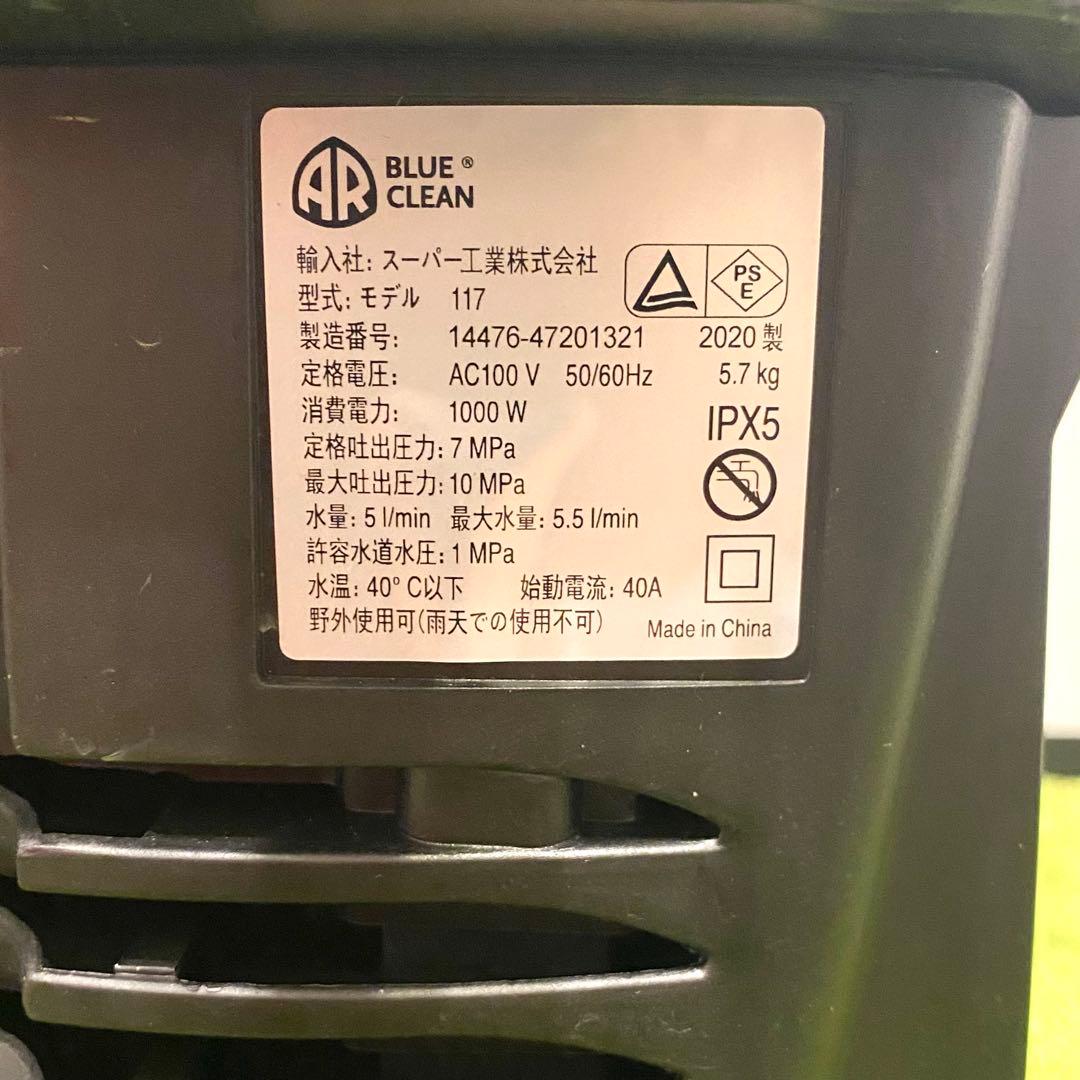 AR BLUE ®
CLEAN
輸入社: スーパー工業株式会社
型式: モデル 117
PS
E
製造番号: 14476-47201321 2020 製
定格電圧: AC100 V 50/60Hz 5.7 kg
消費電力: 1000 W
IPX5
定格吐出圧力: 7 MPa
最大吐出圧力: 10 MPa
水量: 5 l/min 最大水量: 5.5 l/min
許容水道水圧: 1 MPa
水温: 40° C以下 始動電流: 40A
野外使用可(雨天での使用不可)
Made in China